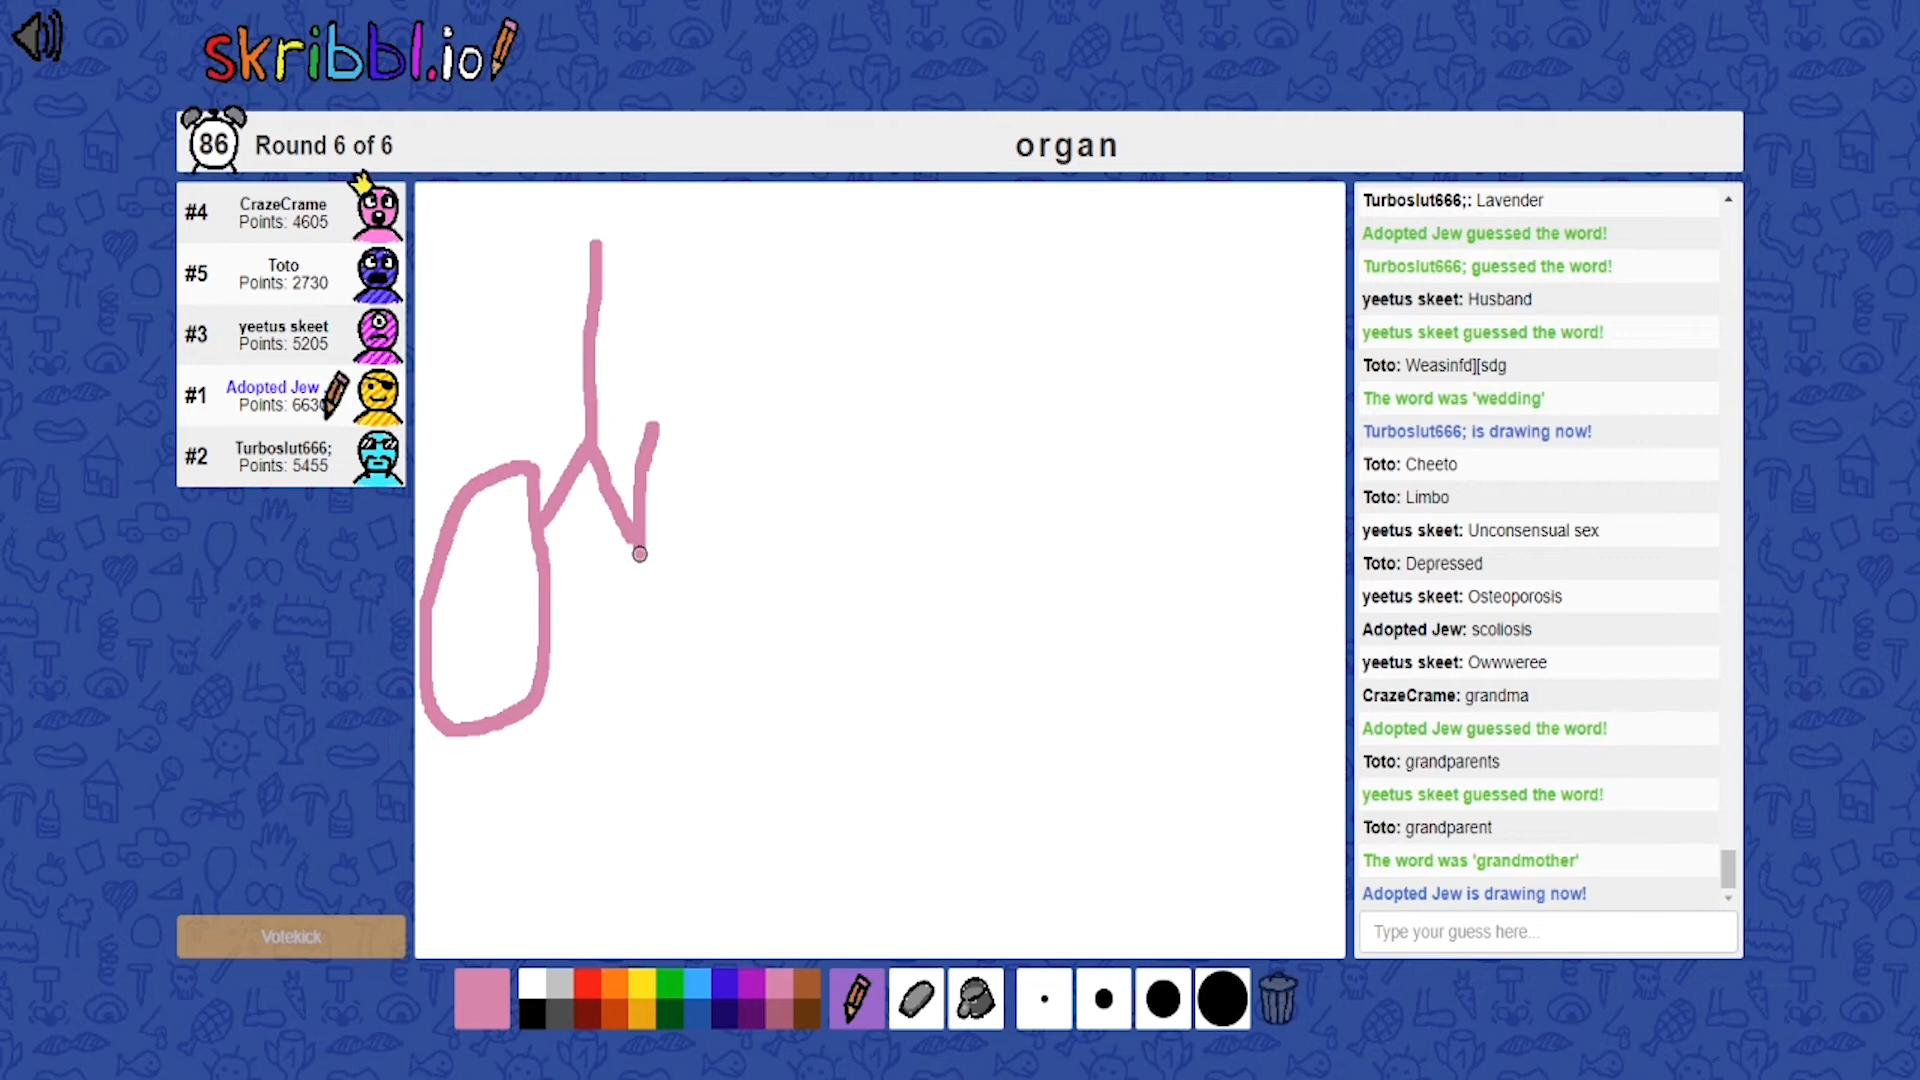 skribbl.io
86
Round 6 of 6
organ
#4
CrazeCrame
Points: 4605
#5
Toto
Points: 2730
#3
yeetus skeet
Points: 5205
#1
Adopted Jew
Points: 6630
#2
Turboslut666;
Points: 5455
Votekick
Turboslut666;: Lavender
Adopted Jew guessed the word!
Turboslut666; guessed the word!
yeetus skeet: Husband
yeetus skeet guessed the word!
Toto: Weasinfd][sdg
The word was 'wedding'
Turboslut666; is drawing now!
Toto: Cheeto
Toto: Limbo
yeetus skeet: Unconsensual sex
Toto: Depressed
yeetus skeet: Osteoporosis
Adopted Jew: scoliosis
yeetus skeet: Owwweree
CrazeCrame: grandma
Adopted Jew guessed the word!
Toto: grandparents
yeetus skeet guessed the word!
Toto: grandparent
The word was 'grandmother'
Adopted Jew is drawing now!
Type your guess here...